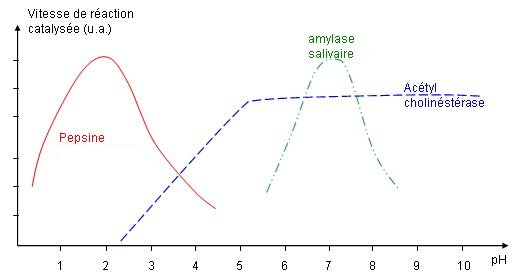 Vitesse de réaction
catalysée (u.a.)
amylase
salivaire
Acétyl
cholinéstérase
Pepsine
1 2 3 4 5 6 7 8 9 10 pH